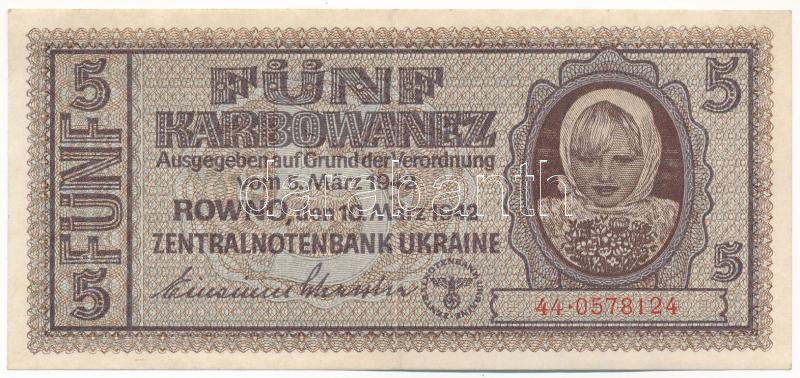 5 FÜNF 5
FÜNF
KARBOWANEZ
Ausgegeben auf Grund der Verordnung
vom 5. März 1942
ROWNO, den 10. März 1942
ZENTRALNOTENBANK UKRAINE
5
5
44·0578124
darabanth